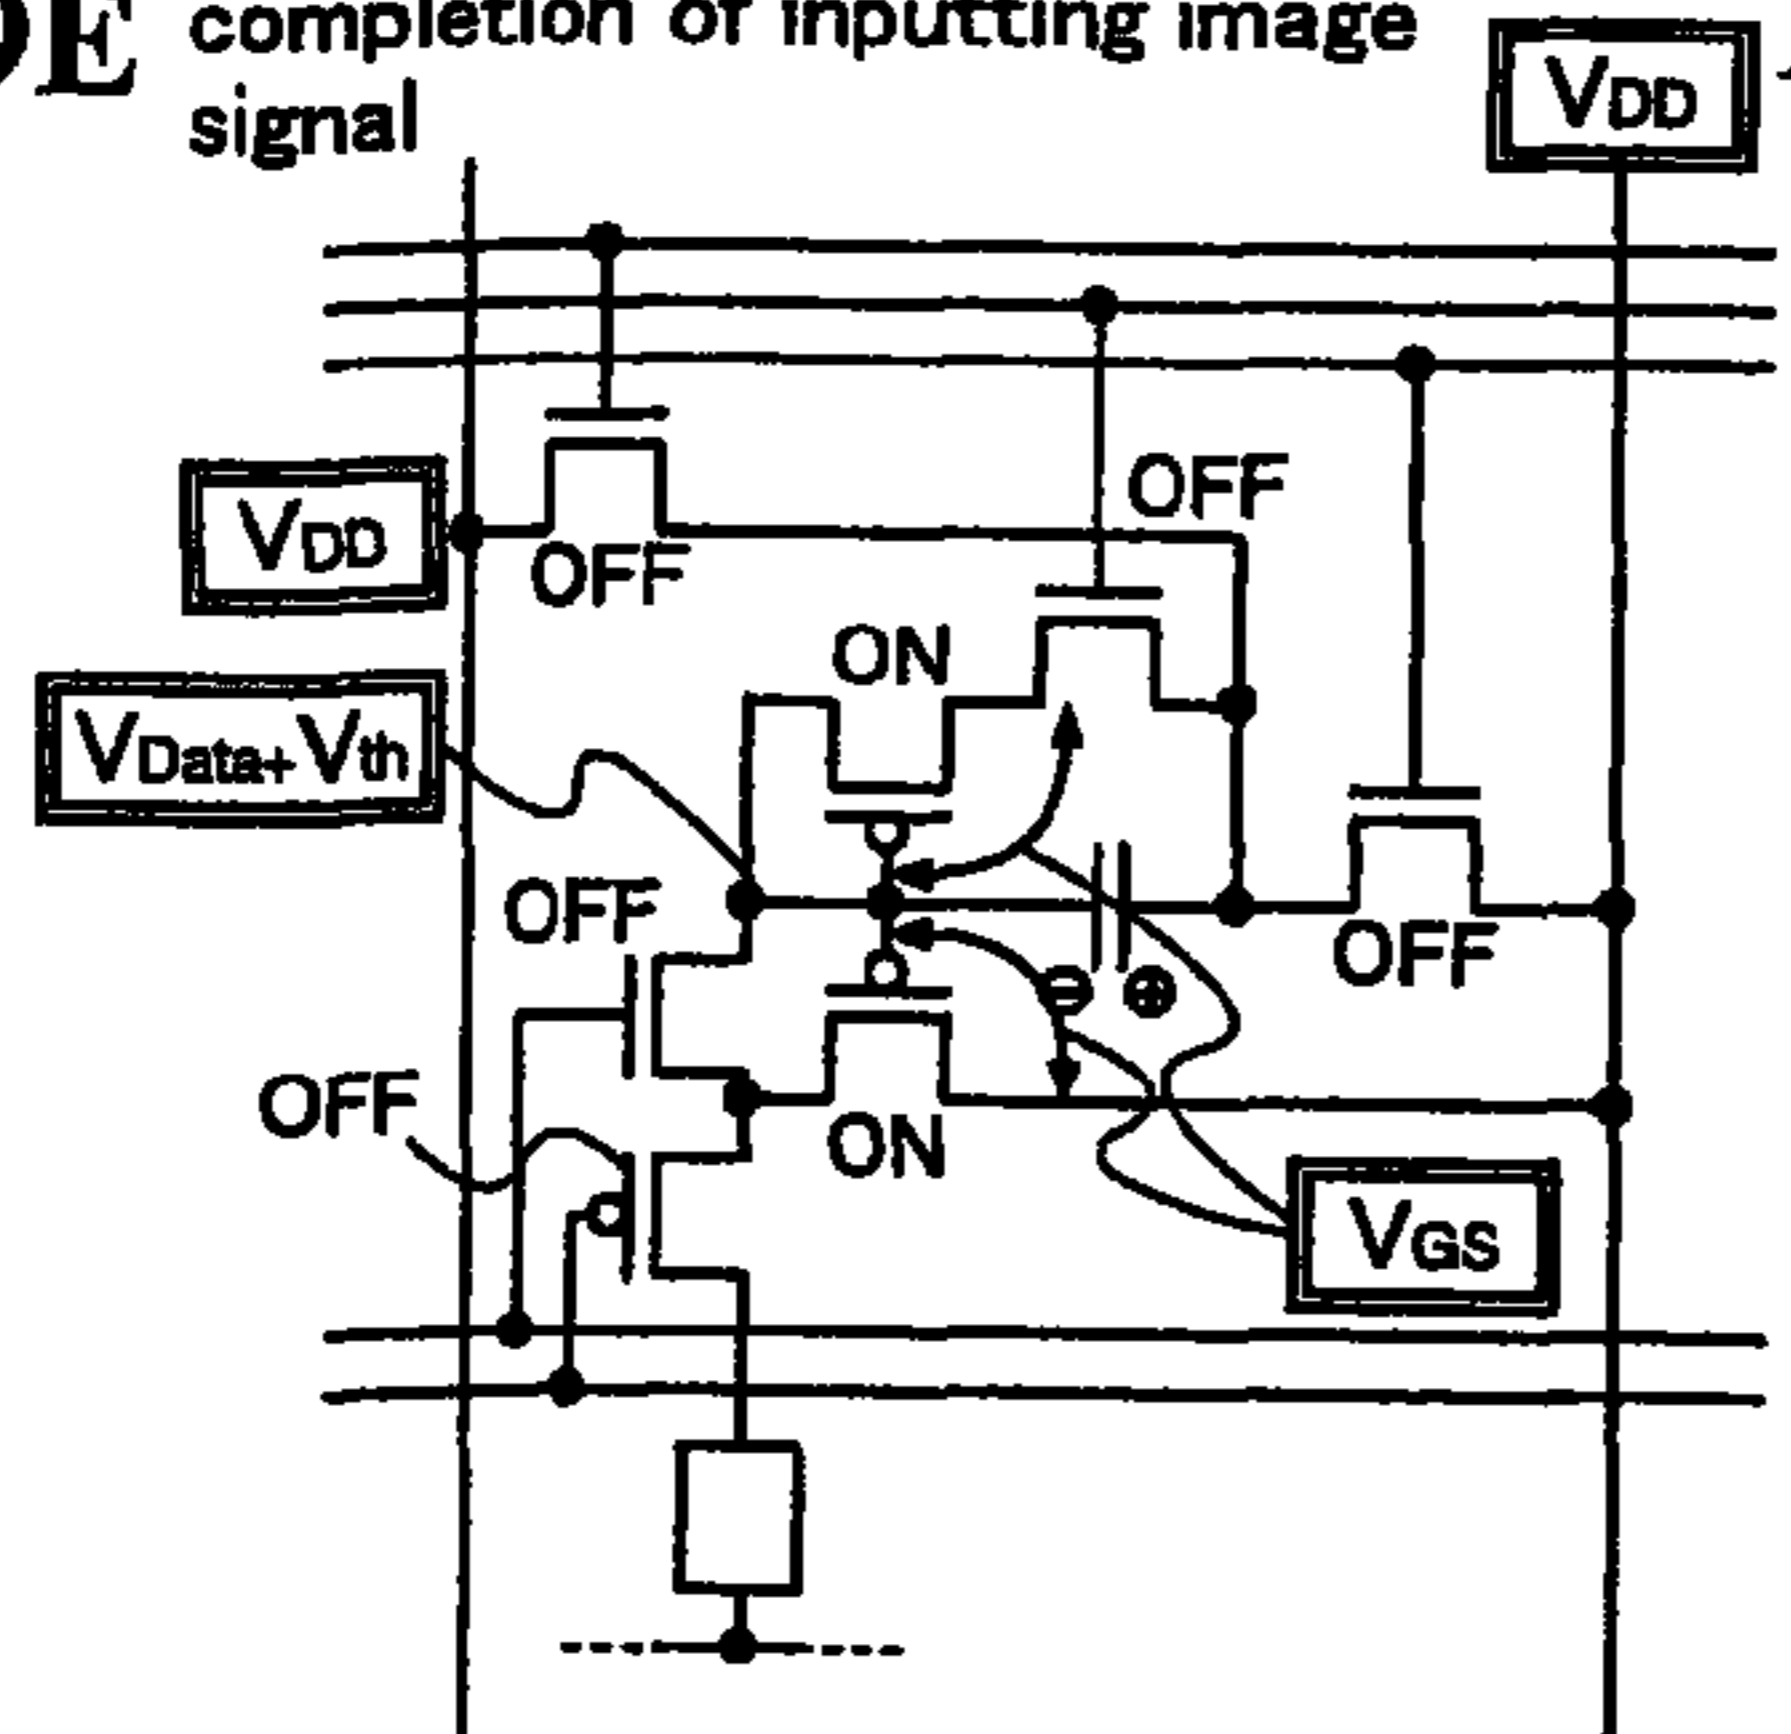 completion of inputting image
signal
VDD
VDD
OFF
OFF
ON
VData+Vth
OFF
OFF
⊖ ⊕
OFF
ON
VGS